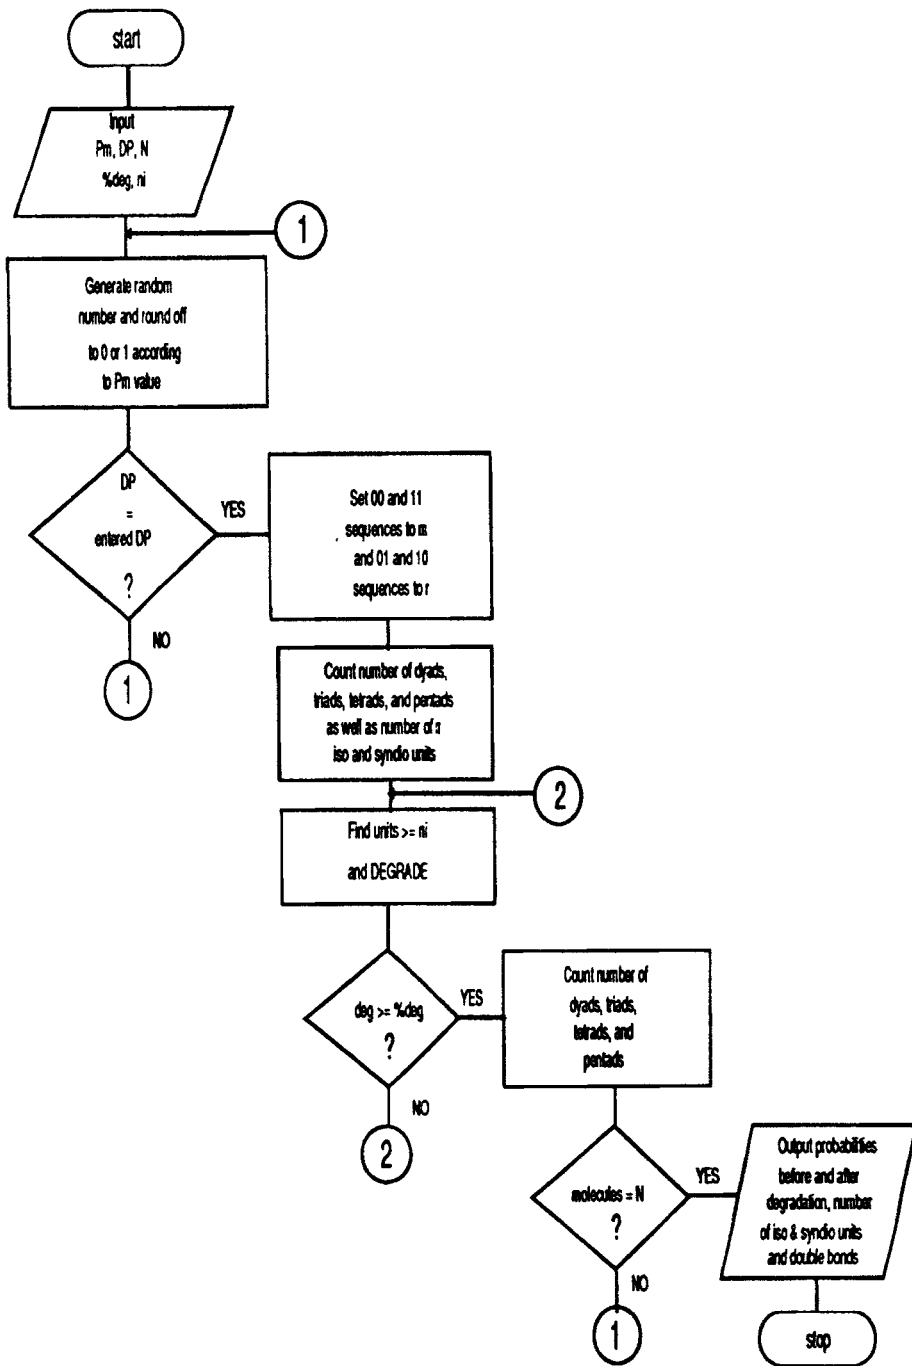 start
Input
Pm, DP, N
%deg, ni
1
Generate random
number and round off
to 0 or 1 according
to Pm value
DP
=
entered DP
?
YES
NO
1
Set 00 and 11
sequences to m
and 01 and 10
sequences to r
Count number of dyads,
triads, tetrads, and pentads
as well as number of
iso and syndio units
2
Find units >= ni
and DEGRADE
deg >= %deg
?
YES
NO
2
Count number of
dyads, triads,
tetrads, and
pentads
molecules = N
?
YES
NO
1
Output probabilities
before and after
degradation, number
of iso & syndio units
and double bonds
stop